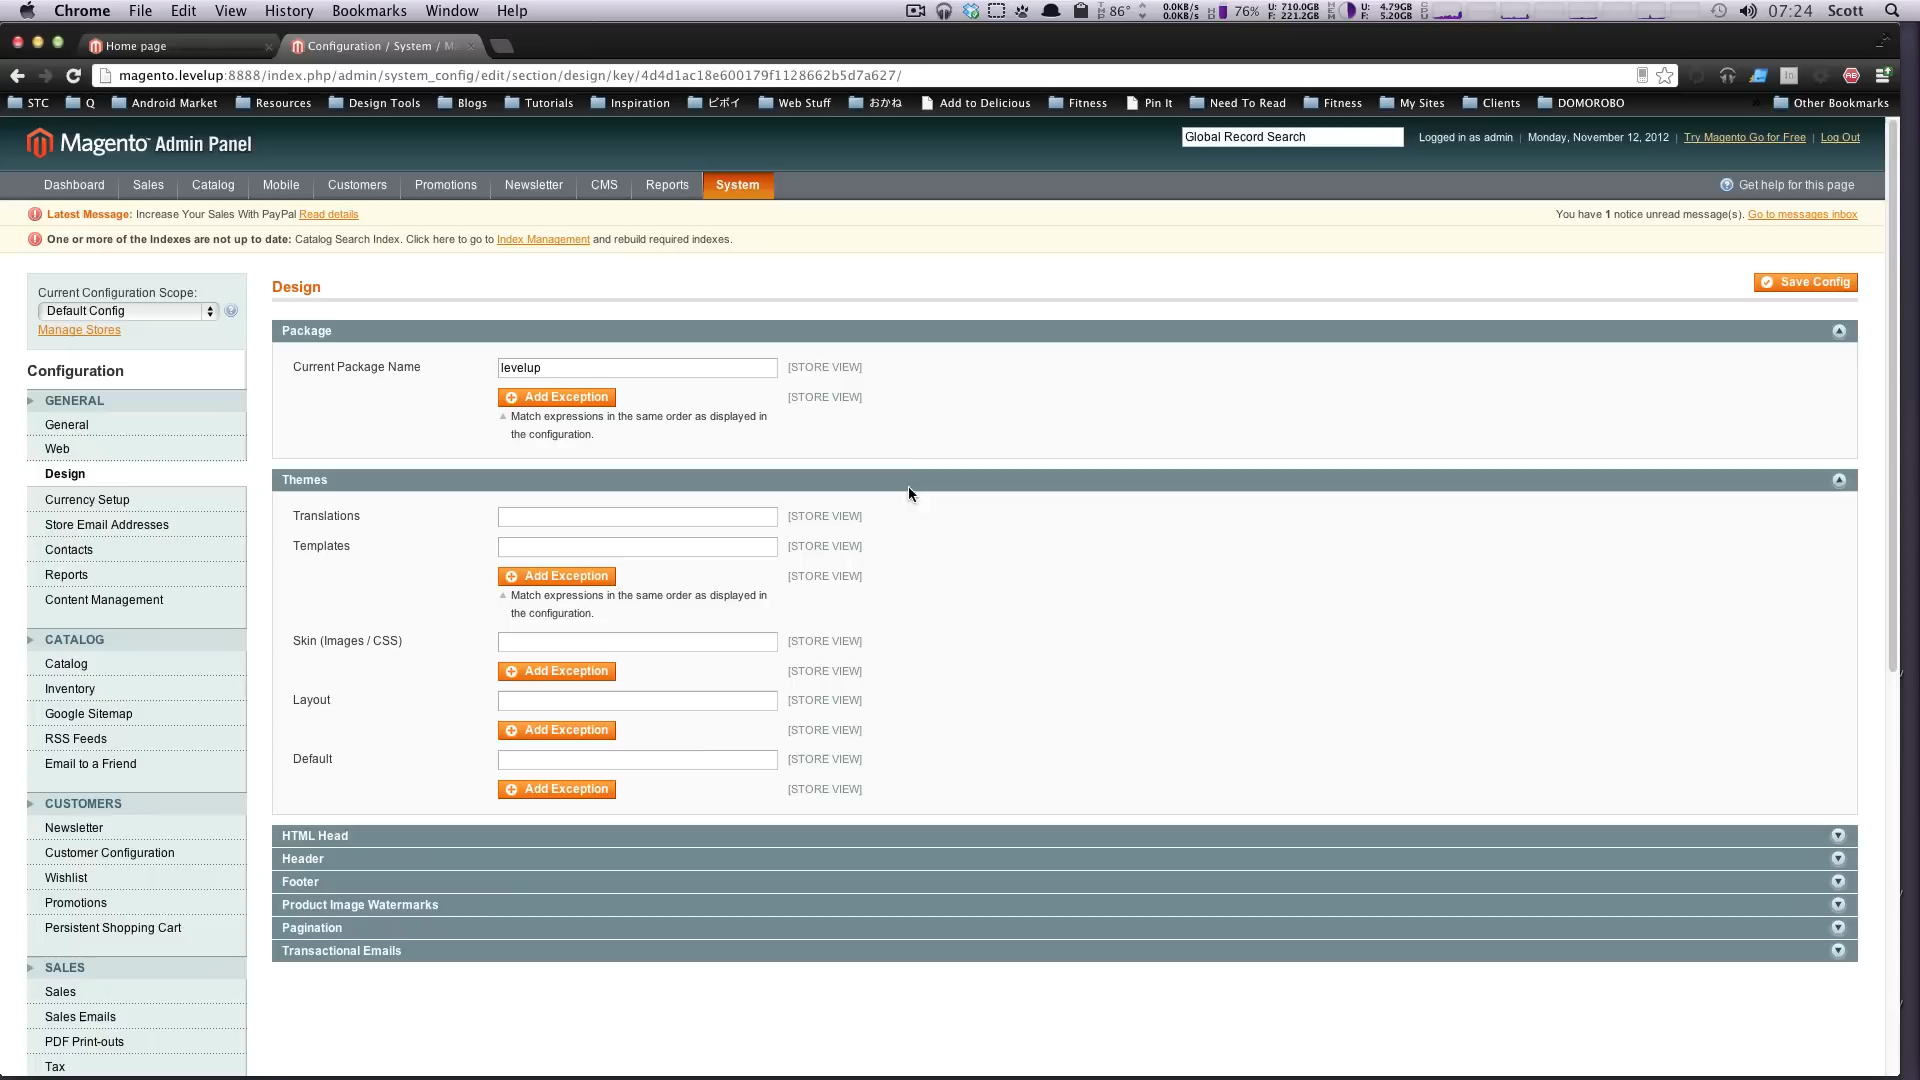 Chrome File Edit View History Bookmarks Window Help 86° 0.0KB/s 0.0KB/s 76% U: 710.0GB F: 221.2GB U: 4.79GB F: 5.20GB 07:24 Scott
Home page Configuration / System / M
magento.levelup:8888/index.php/admin/system_config/edit/section/design/key/4d4d1ac18e600179f1128662b5d7a627/
STC Q Android Market Resources Design Tools Blogs Tutorials Inspiration ビボイ Web Stuff おかね Add to Delicious Fitness Pin It Need To Read Fitness My Sites Clients DOMOROBO » Other Bookmarks
Magento™ Admin Panel Global Record Search Logged in as admin | Monday, November 12, 2012 | Try Magento Go for Free | Log Out
Dashboard Sales Catalog Mobile Customers Promotions Newsletter CMS Reports System Get help for this page
Latest Message: Increase Your Sales With PayPal Read details You have 1 notice unread message(s). Go to messages inbox
One or more of the Indexes are not up to date: Catalog Search Index. Click here to go to Index Management and rebuild required indexes.
Current Configuration Scope:
Default Config
Manage Stores
Configuration
GENERAL
General
Web
Design
Currency Setup
Store Email Addresses
Contacts
Reports
Content Management
CATALOG
Catalog
Inventory
Google Sitemap
RSS Feeds
Email to a Friend
CUSTOMERS
Newsletter
Customer Configuration
Wishlist
Promotions
Persistent Shopping Cart
SALES
Sales
Sales Emails
PDF Print-outs
Tax
Design Save Config
Package
Current Package Name levelup [STORE VIEW]
Add Exception [STORE VIEW]
Match expressions in the same order as displayed in
the configuration.
Themes
Translations [STORE VIEW]
Templates [STORE VIEW]
Add Exception [STORE VIEW]
Match expressions in the same order as displayed in
the configuration.
Skin (Images / CSS) [STORE VIEW]
Add Exception [STORE VIEW]
Layout [STORE VIEW]
Add Exception [STORE VIEW]
Default [STORE VIEW]
Add Exception [STORE VIEW]
HTML Head
Header
Footer
Product Image Watermarks
Pagination
Transactional Emails